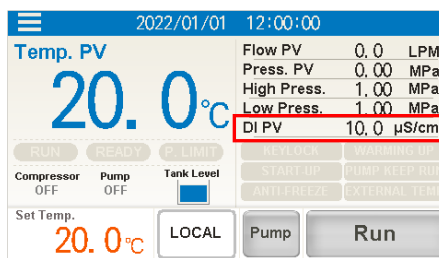 2022/01/01 12:00:00
Temp. PV
20.0℃
Flow PV 0.0 LPM
Press. PV 0.00 MPa
High Press. 1.00 MPa
Low Press. 1.00 MPa
DI PV 10.0 μS/cm
RUN READY P. LIMIT
KEYLOCK WARMING UP
START-UP PUMP KEEP RUN
ANTI-FREEZE EXTERNAL TEMP
Compressor Pump Tank Level
OFF OFF
Set Temp.
20.0℃
LOCAL
Pump
Run